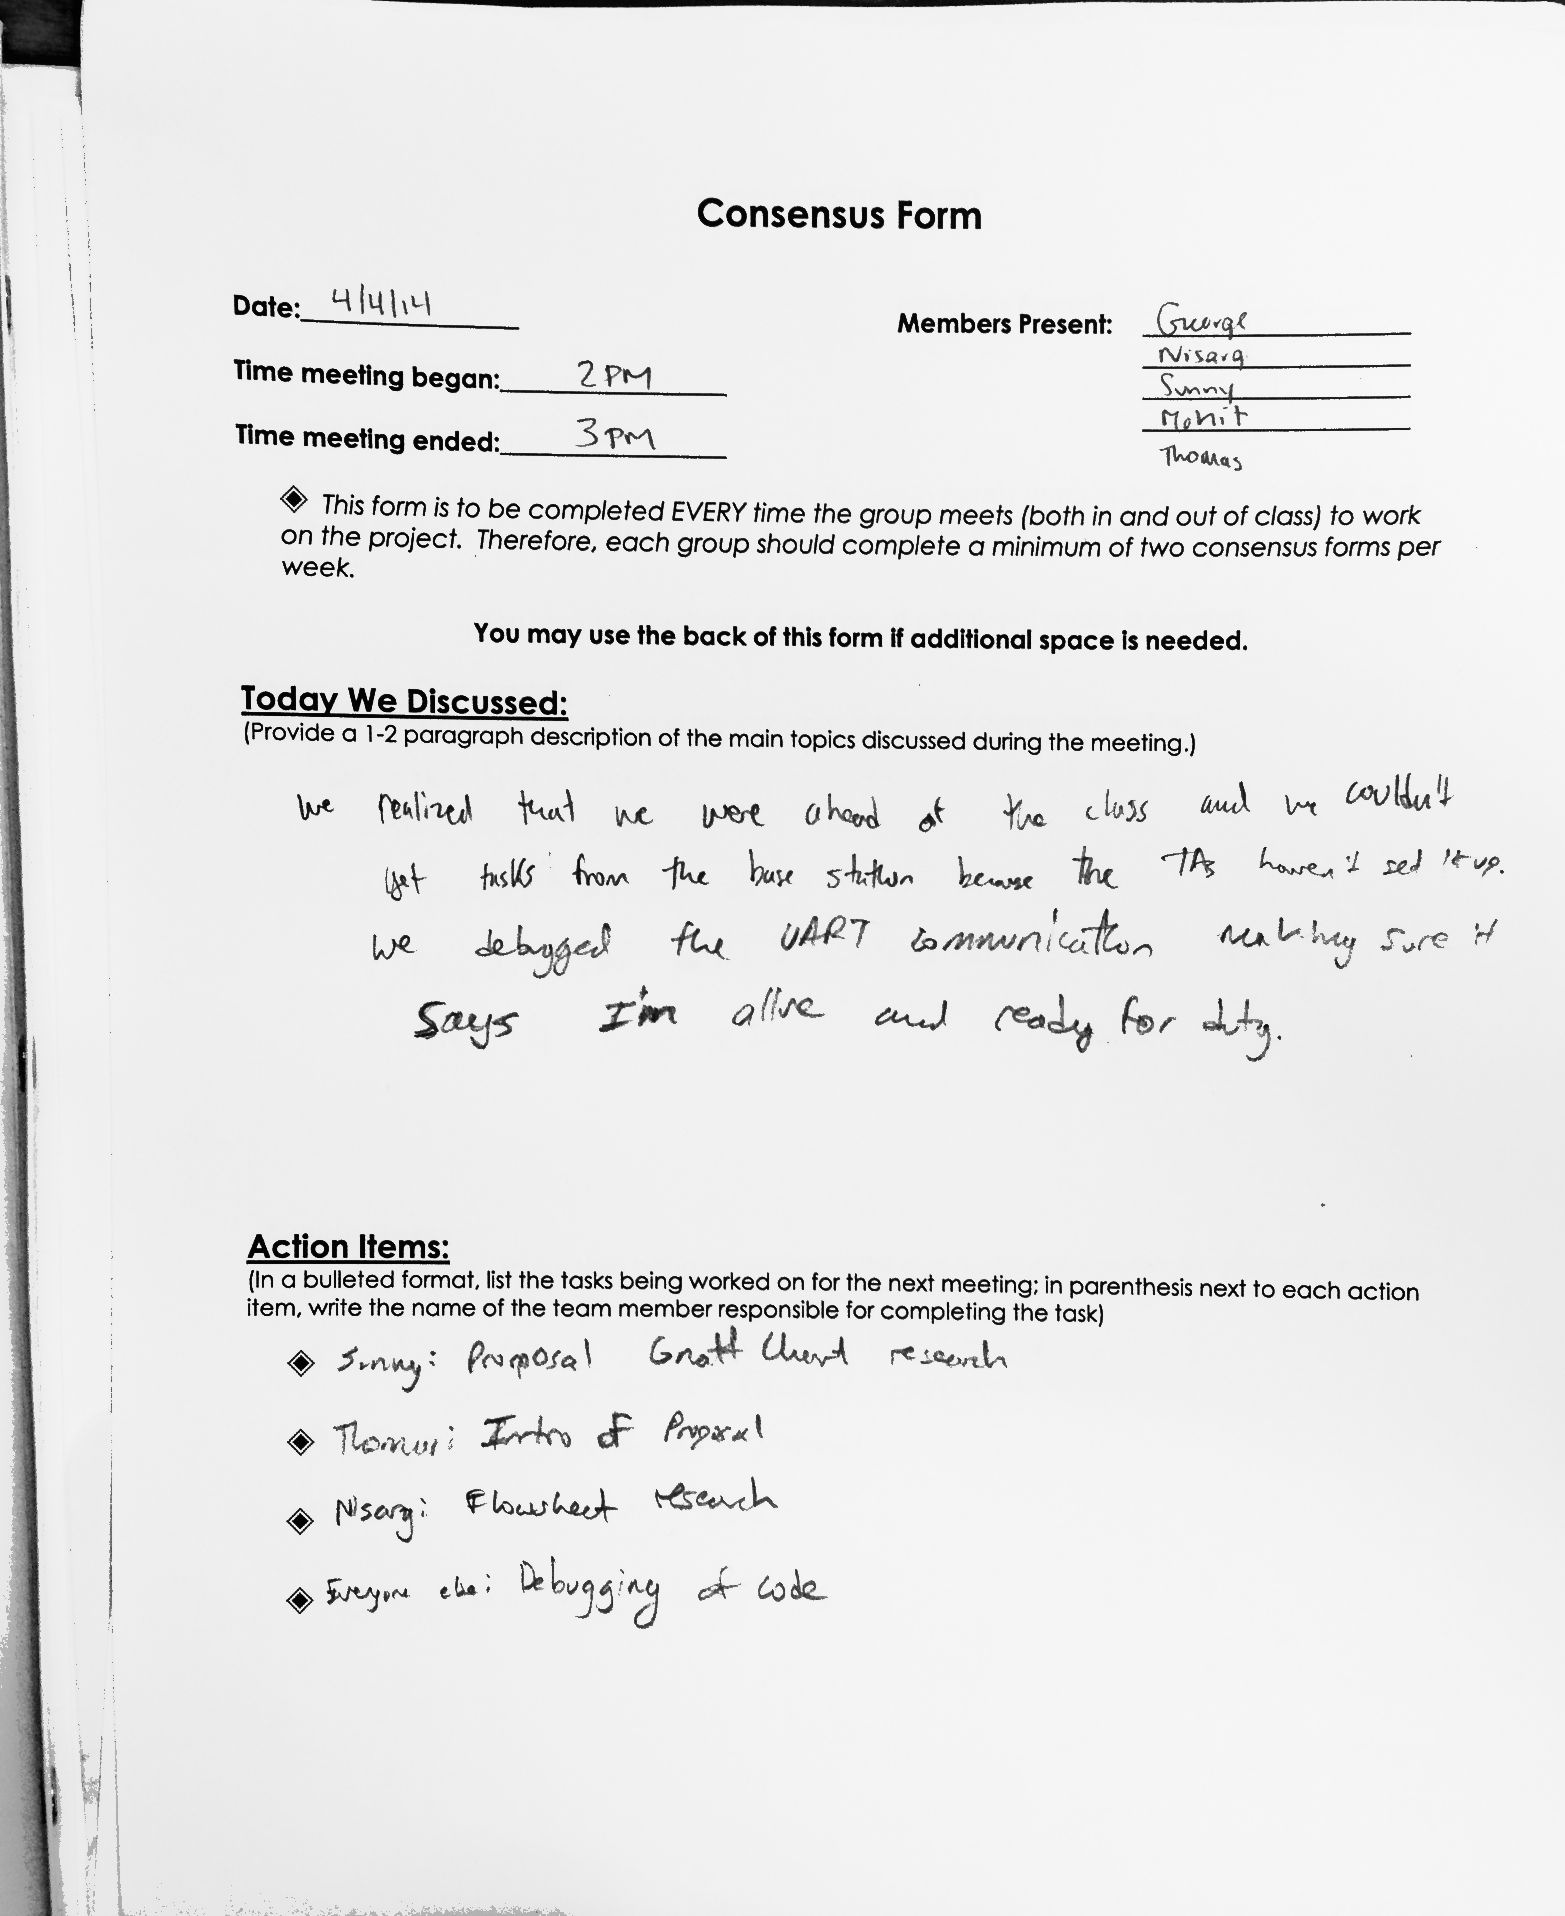 Consensus Form
Date: 4/4/14
Members Present: George
Nisarg
Time meeting began: 2PM
Sunny
Mohit
Time meeting ended: 3PM
Thomas
This form is to be completed EVERY time the group meets (both in and out of class) to work
on the project. Therefore, each group should complete a minimum of two consensus forms per
week.
You may use the back of this form if additional space is needed.
Today We Discussed:
(Provide a 1-2 paragraph description of the main topics discussed during the meeting.)
We realized that we were ahead of the class and we couldn't
get tasks from the base station because the TAs haven't sed it up.
We debugged the UART communication making sure it
says I'm alive and ready for duty.
Action Items:
(In a bulleted format, list the tasks being worked on for the next meeting; in parenthesis next to each action
item, write the name of the team member responsible for completing the task)
Sunny: Proposal Gnatt Chart research
Thomas: Intro of Proposal
Nisarg: Flowsheet research
Everyone else: Debugging of code